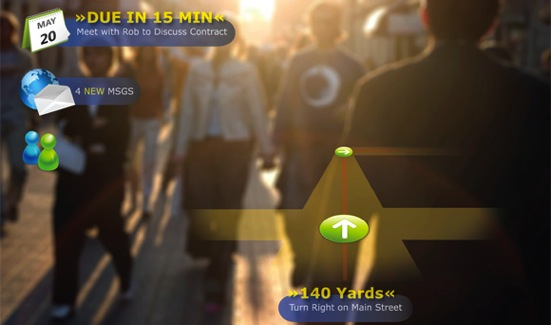 MAY
20
»DUE IN 15 MIN«
Meet with Rob to Discuss Contract
4 NEW MSGS
»140 Yards«
Turn Right on Main Street